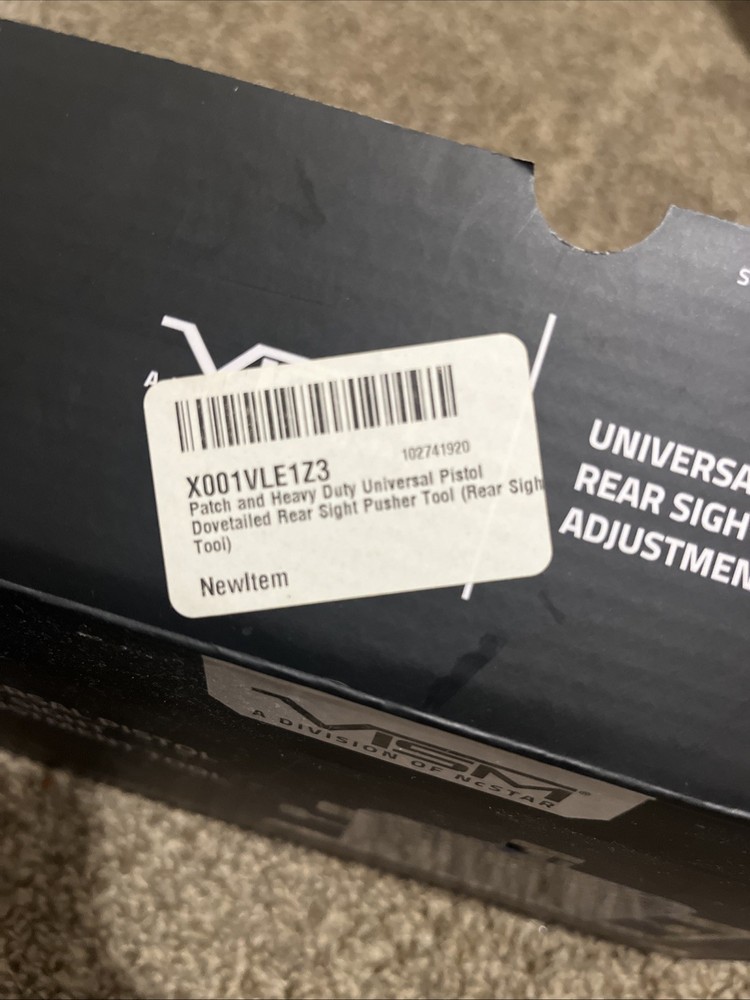 S
A
102741920
X001VLE1Z3
Patch and Heavy Duty Universal Pistol
Dovetailed Rear Sight Pusher Tool (Rear Sigh
Tool)
NewItem
UNIVERSA
REAR SIGH
ADJUSTMEN
VISM®
A DIVISION OF NcSTAR